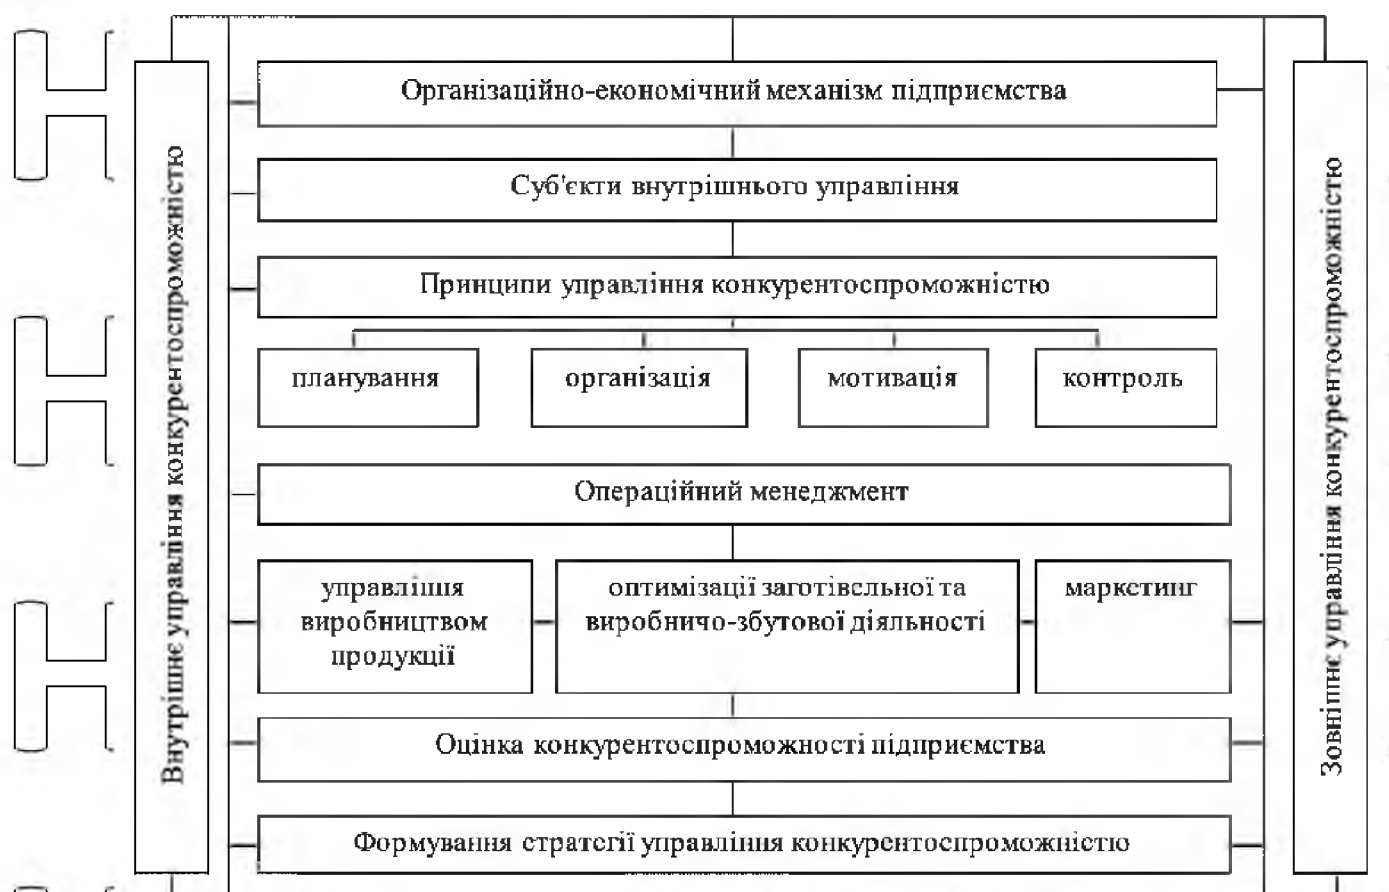 Організаційно-економічний механізм підприємства
Суб'єкти внутрішнього управління
Принципи управління конкурентоспроможністю
планування
організація
мотивація
контроль
Операційний менеджмент
управління
виробництвом
продукції
оптимізації заготівельної та
виробничо-збутової діяльності
маркетинг
Оцінка конкурентоспроможності підприємства
Формування стратегії управління конкурентоспроможністю
Внутрішнє управління конкурентоспроможністю
Зовнішнє управління конкурентоспроможністю